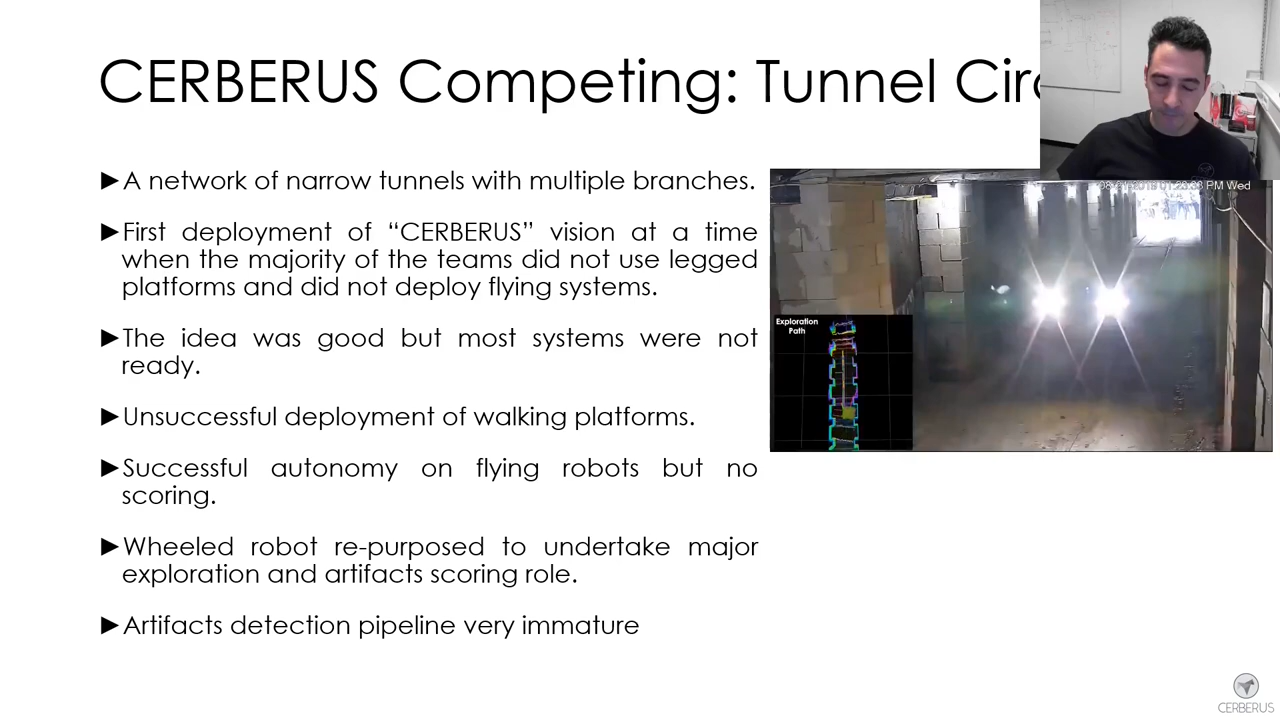 CERBERUS Competing: Tunnel
►A network of narrow tunnels with multiple branches.
►First deployment of “CERBERUS” vision at a time
when the majority of the teams did not use legged
platforms and did not deploy flying systems.
►The idea was good but most systems were not
ready.
►Unsuccessful deployment of walking platforms.
►Successful autonomy on flying robots but no
scoring.
►Wheeled robot re-purposed to undertake major
exploration and artifacts scoring role.
►Artifacts detection pipeline very immature
PM Wed
Exploration
Path
CERBERUS